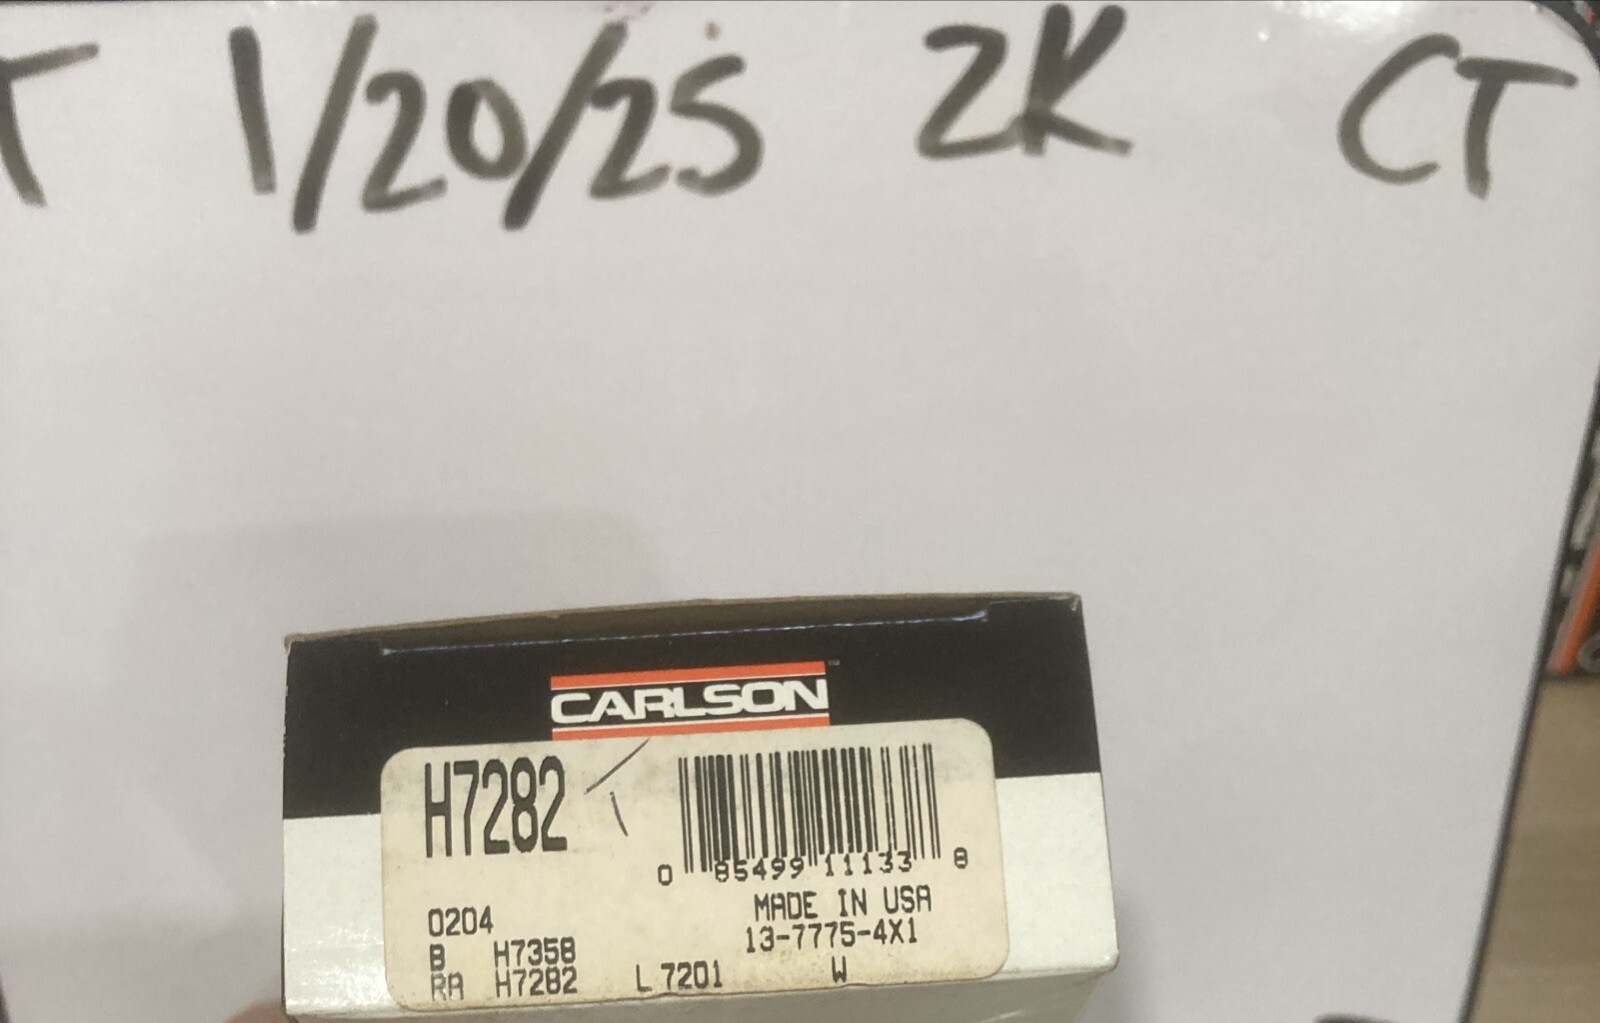 T 1/20/25 2K CT
CARLSON™
H7282
0 85499 11133 8
MADE IN USA
0204
13-7775-4X1
B H7358
RA H7282 L 7201 W